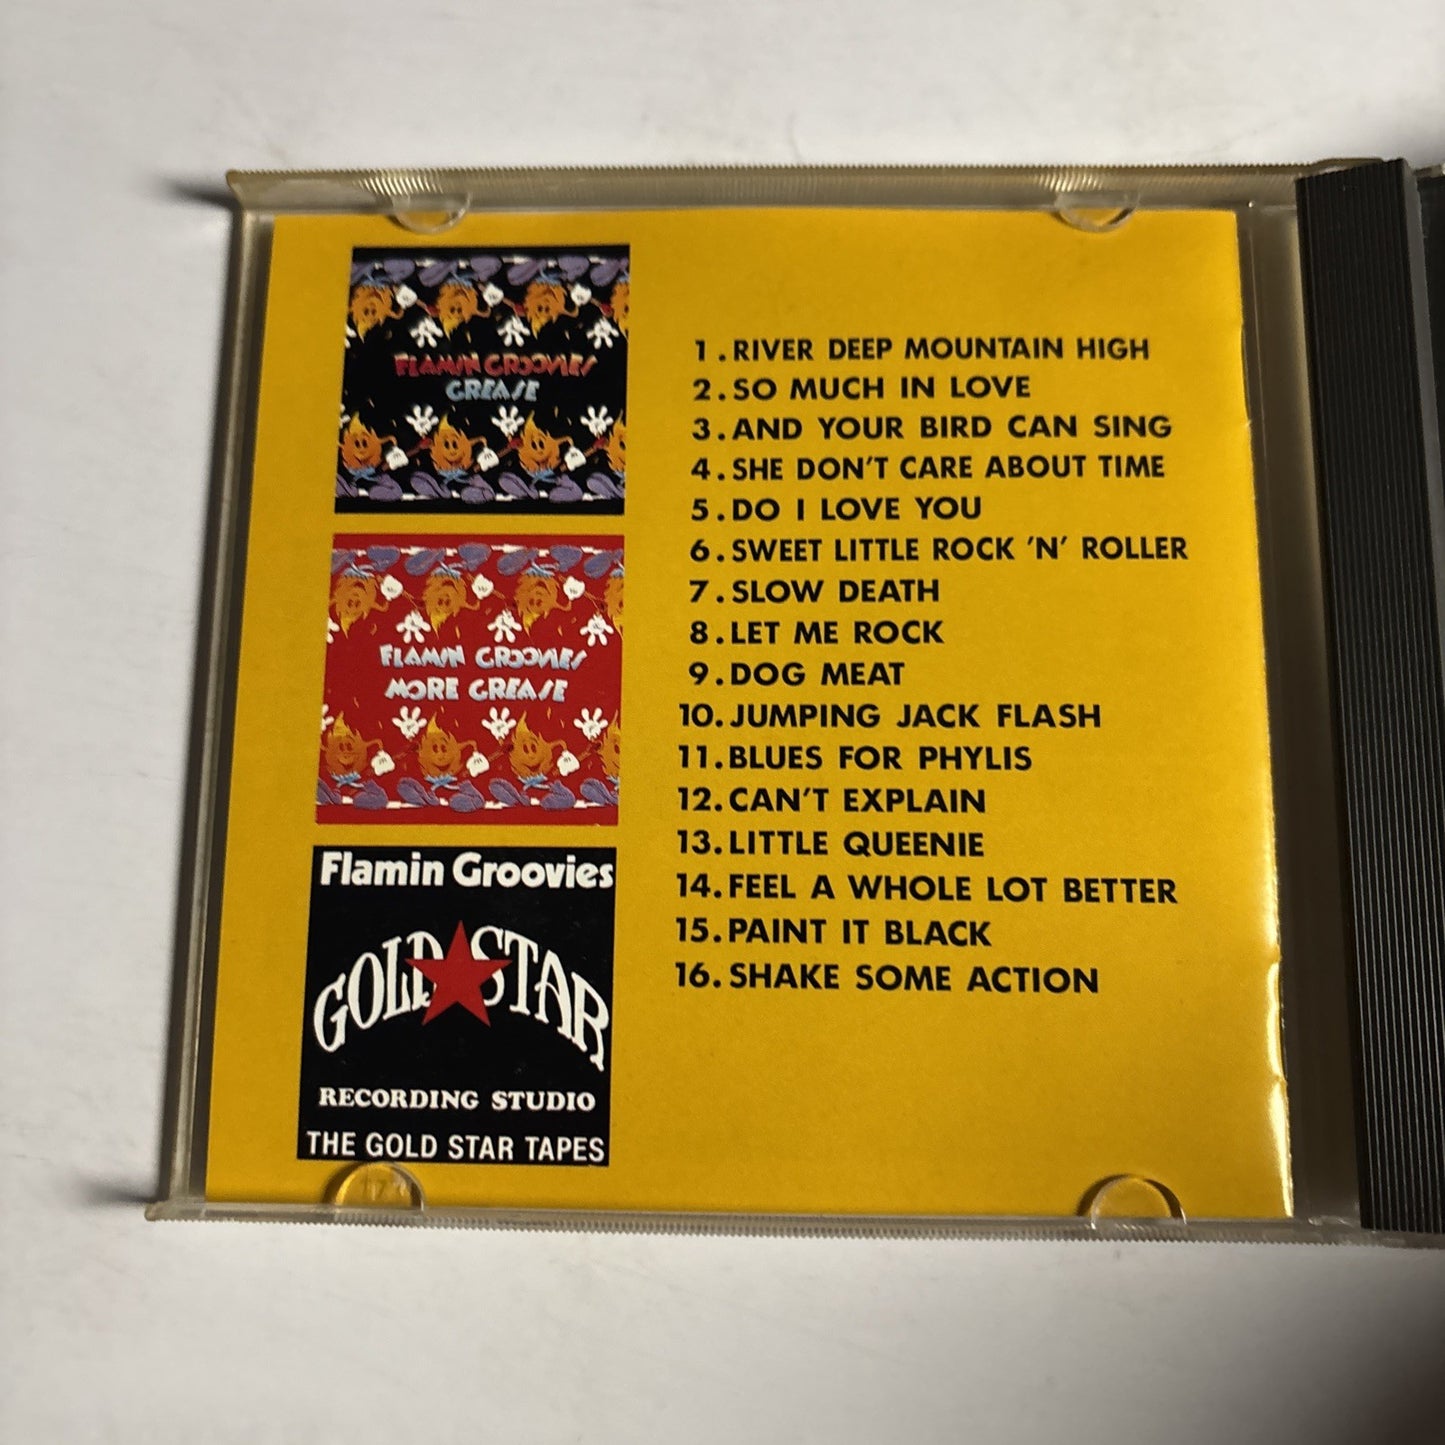 FLAMIN GROOVIES
GREASE
FLAMIN GROOVIES
MORE GREASE
Flamin Groovies
GOLD STAR
RECORDING STUDIO
THE GOLD STAR TAPES
1. RIVER DEEP MOUNTAIN HIGH
2. SO MUCH IN LOVE
3. AND YOUR BIRD CAN SING
4. SHE DON'T CARE ABOUT TIME
5. DO I LOVE YOU
6. SWEET LITTLE ROCK 'N' ROLLER
7. SLOW DEATH
8. LET ME ROCK
9. DOG MEAT
10. JUMPING JACK FLASH
11. BLUES FOR PHYLIS
12. CAN'T EXPLAIN
13. LITTLE QUEENIE
14. FEEL A WHOLE LOT BETTER
15. PAINT IT BLACK
16. SHAKE SOME ACTION